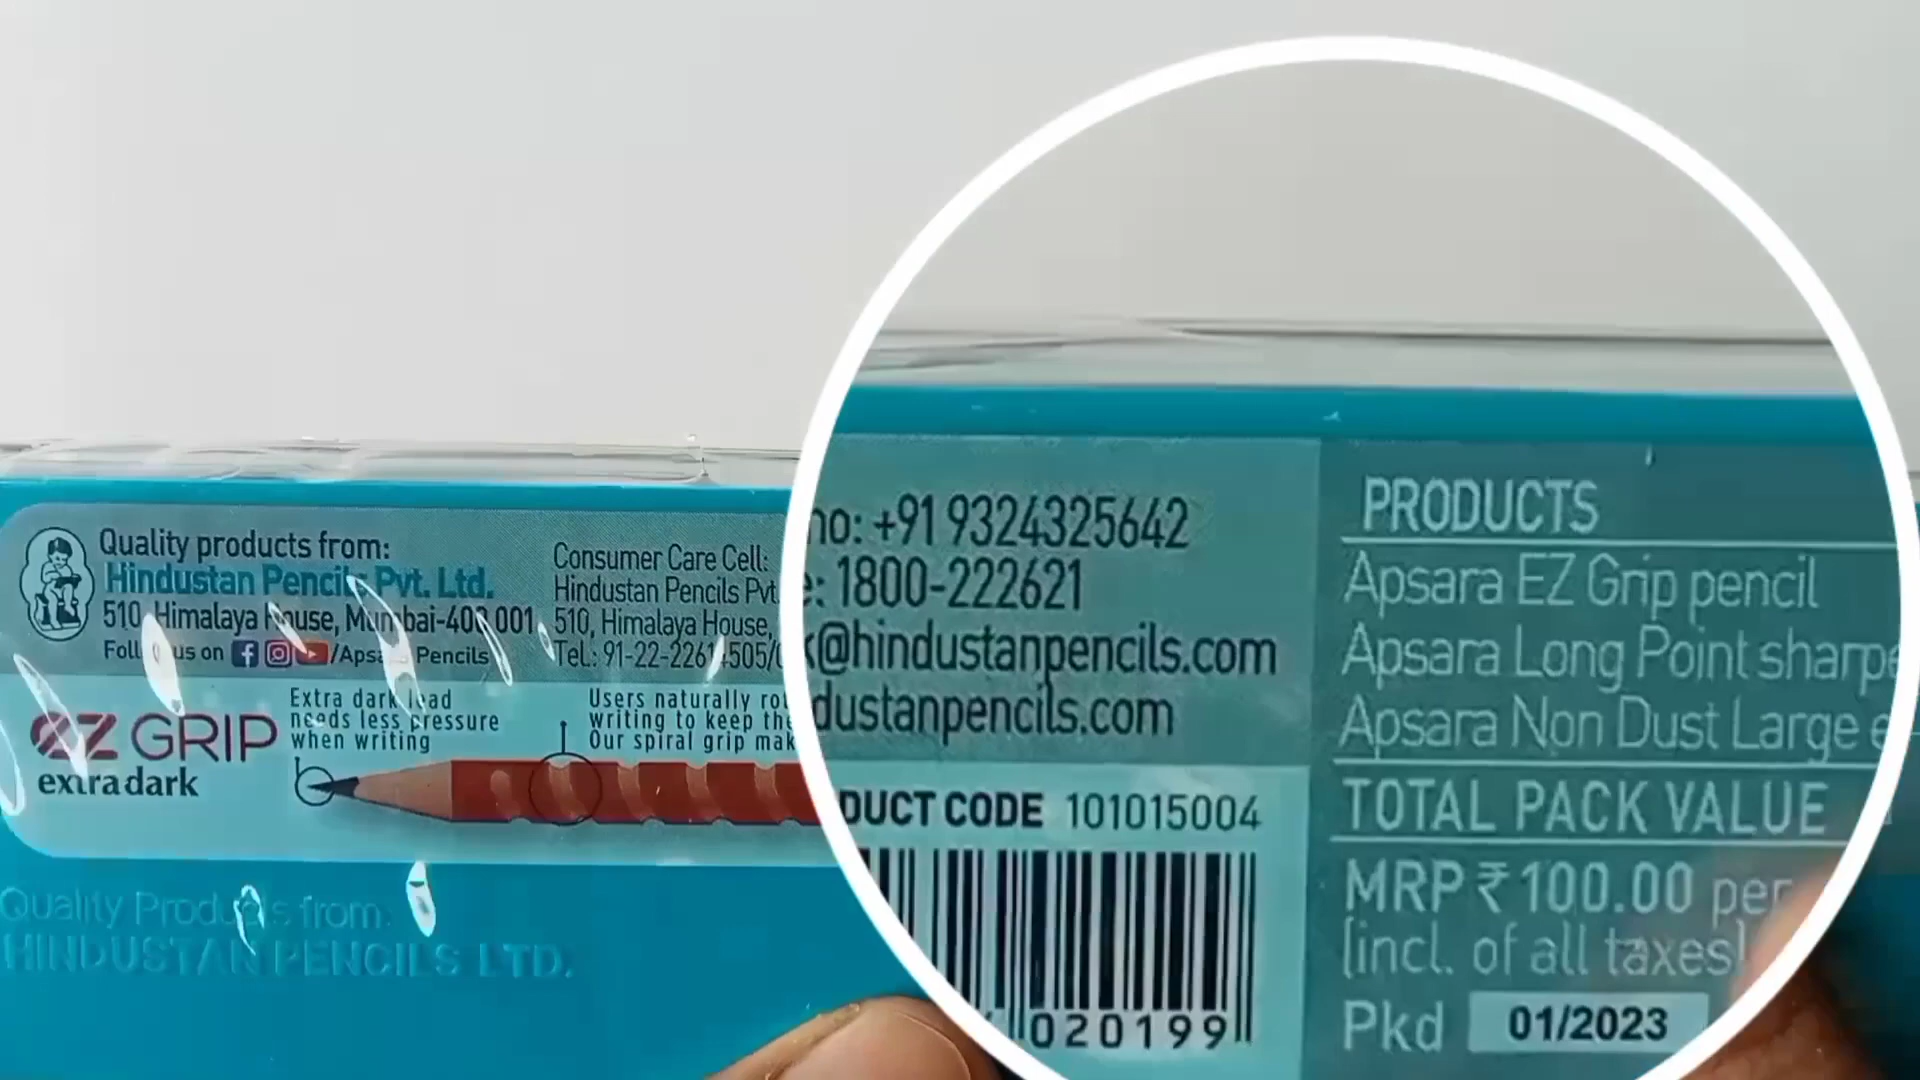 Quality products from:
Hindustan Pencils Pvt. Ltd.
510, Himalaya House, Mumbai-400 001
Follow us on /Apsara Pencils
Consumer Care Cell:
Hindustan Pencils Pvt.
510, Himalaya House,
Tel.: 91-22-22614505/
EZ GRIP
extra dark
Extra dark lead
needs less pressure
when writing
Users naturally rot
writing to keep the
Our spiral grip mak
Quality Products from
HINDUSTAN PENCILS LTD.
no: +91 9324325642
e: 1800-222621
k@hindustanpencils.com
dustanpencils.com
DUCT CODE 101015004
020199
PRODUCTS
Apsara EZ Grip pencil
Apsara Long Point sharpe
Apsara Non Dust Large e
TOTAL PACK VALUE
MRP ₹ 100.00 per
(incl. of all taxes)
Pkd 01/2023